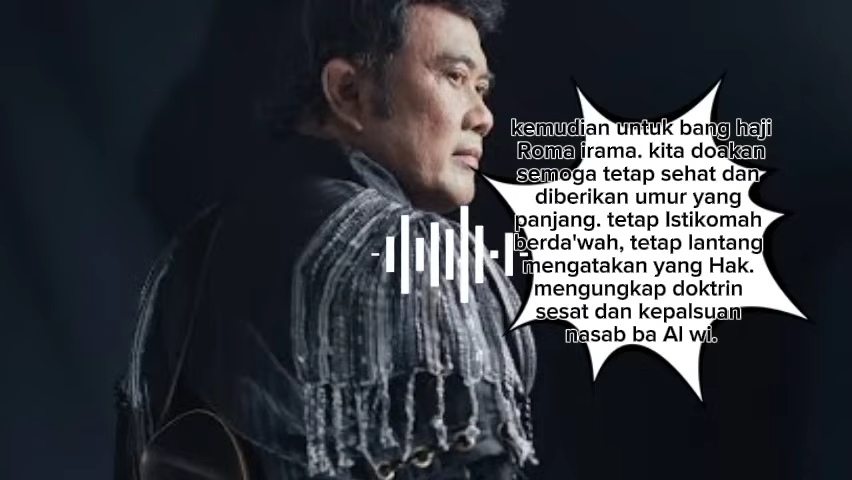 kemudian untuk bang haji
Roma irama. kita doakan
semoga tetap sehat dan
diberikan umur yang
panjang. tetap Istikomah
berda'wah, tetap lantang
mengatakan yang Hak.
mengungkap doktrin
sesat dan kepalsuan
nasab ba Al wi.